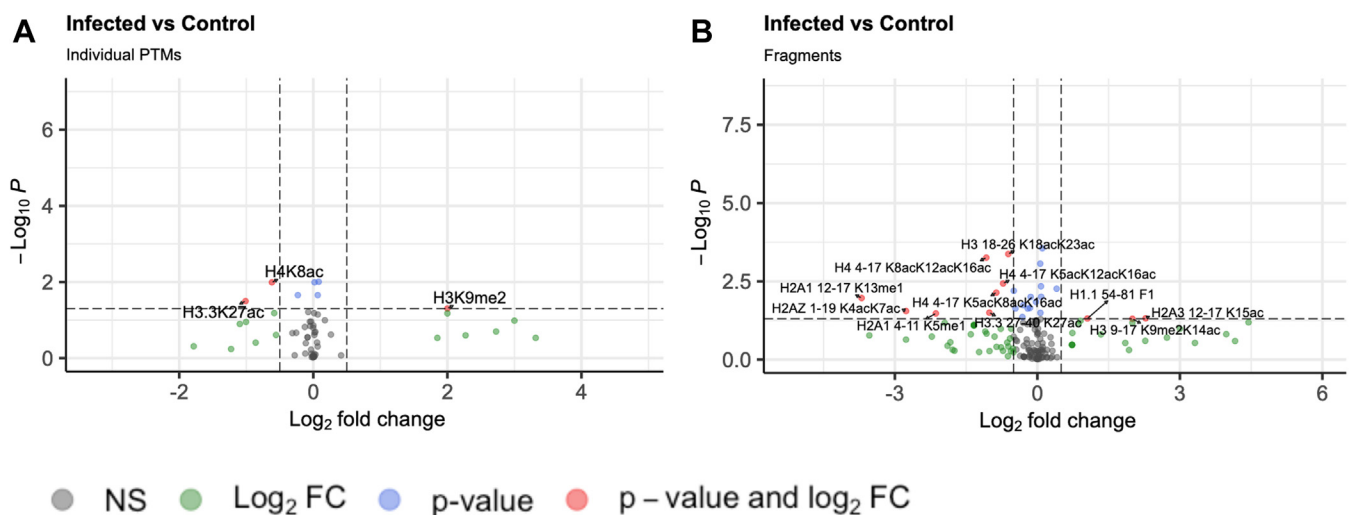 A
Infected vs Control
Individual PTMs
6
4
2
0
−Log10 P
H4K8ac
H3.3K27ac
H3K9me2
-2
0
2
4
Log2 fold change
B
Infected vs Control
Fragments
7.5
5.0
2.5
0.0
−Log10 P
H3 18-26 K18acK23ac
H4 4-17 K8acK12acK16ac
H4 4-17 K5acK12acK16ac
H2A1 12-17 K13me1
H1.1 54-81 F1
H4 4-17 K5acK8acK16ac
H2AZ 1-19 K4acK7ac
H2A3 12-17 K15ac
H2A1 4-11 K5me1
H3.3 27-40 K27ac
H3 9-17 K9me2K14ac
-3
0
3
6
Log2 fold change
NS
Log2 FC
p-value
p − value and log2 FC